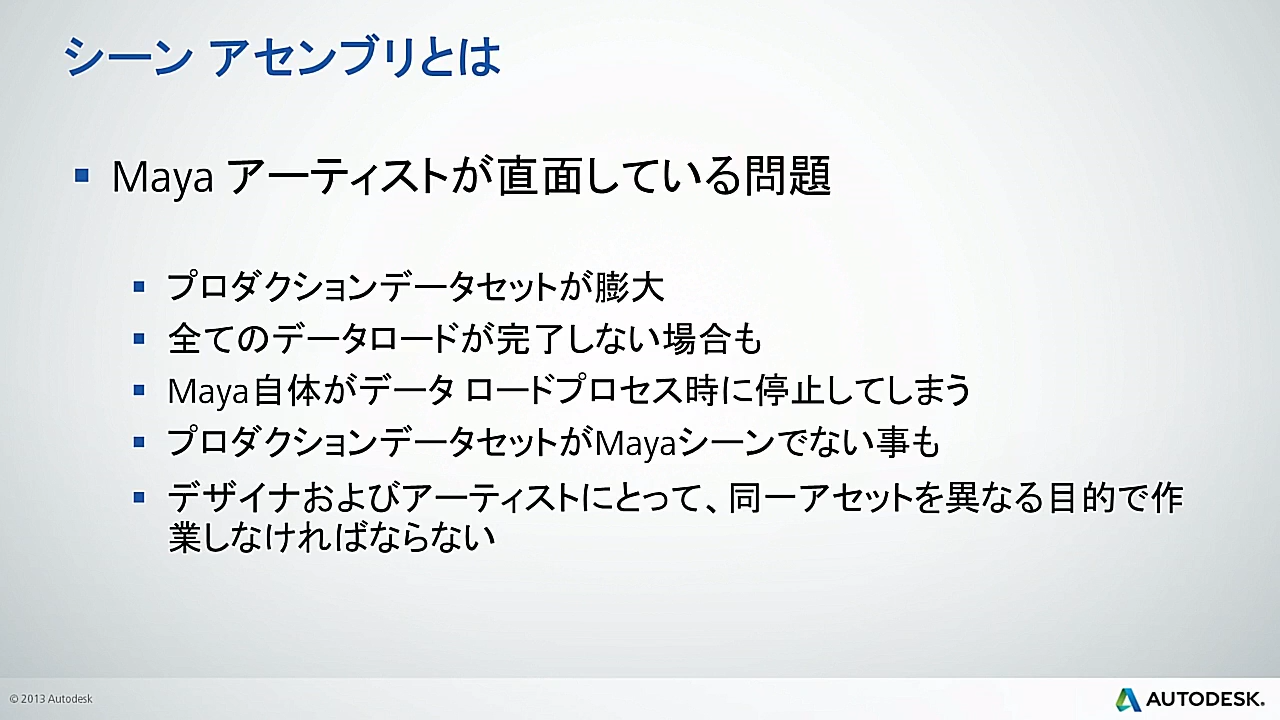 シーン アセンブリとは
▪ Maya アーティストが直面している問題
▪ プロダクションデータセットが膨大
▪ 全てのデータロードが完了しない場合も
▪ Maya自体がデータ ロードプロセス時に停止してしまう
▪ プロダクションデータセットがMayaシーンでない事も
▪ デザイナおよびアーティストにとって、同一アセットを異なる目的で作
業しなければならない
© 2013 Autodesk
AUTODESK.